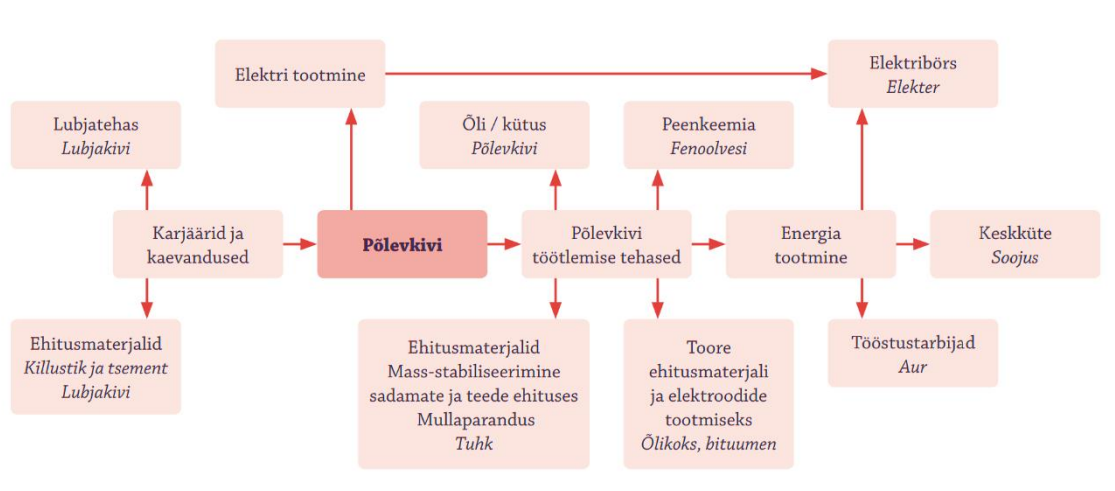 Elektri tootmine
Elektribörs
Elekter
Lubjatehas
Lubjakivi
Õli / kütus
Põlevkivi
Peenkeemia
Fenoolvesi
Karjäärid ja
kaevandused
Põlevkivi
Põlevkivi
töötlemise tehased
Energia
tootmine
Keskküte
Soojus
Ehitusmaterjalid
Killustik ja tsement
Lubjakivi
Ehitusmaterjalid
Mass-stabiliseerimine
sadamate ja teede ehituses
Mullaparandus
Tuhk
Toore
ehitusmaterjali
ja elektroodide
tootmiseks
Õlikoks, bituumen
Tööstustarbijad
Aur